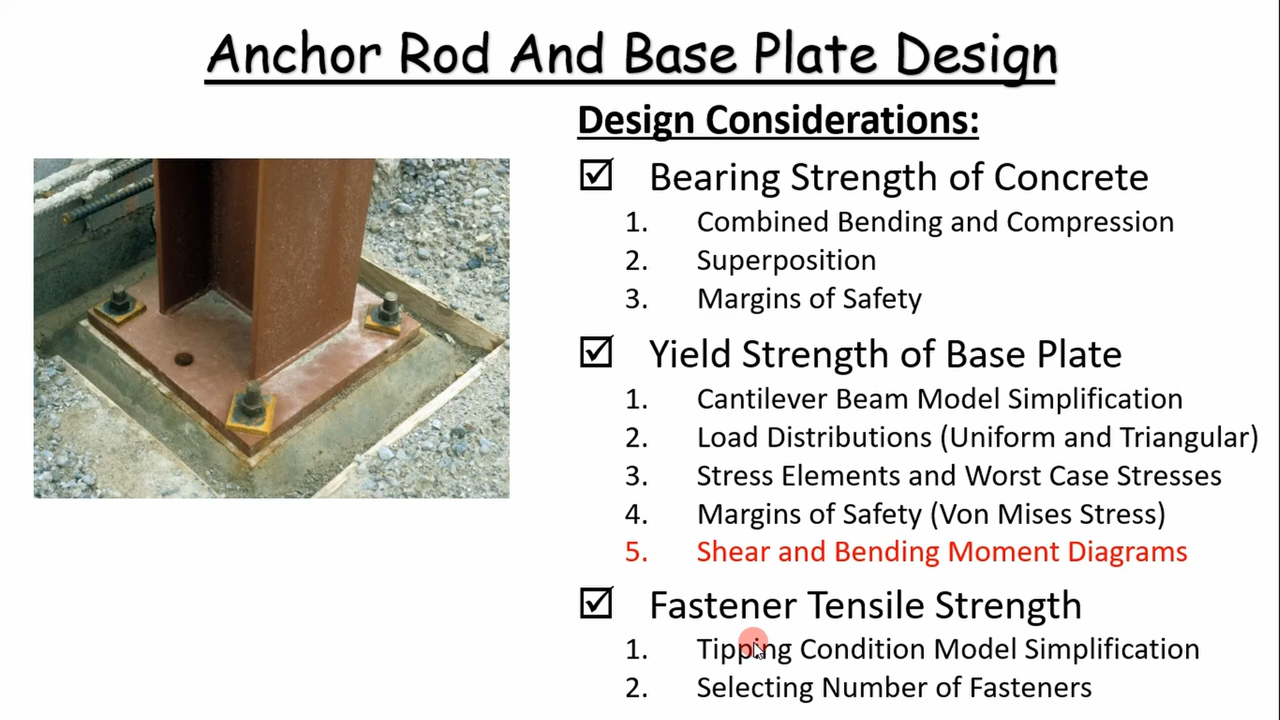 Anchor Rod And Base Plate Design
Design Considerations:
☑ Bearing Strength of Concrete
1. Combined Bending and Compression
2. Superposition
3. Margins of Safety
☑ Yield Strength of Base Plate
1. Cantilever Beam Model Simplification
2. Load Distributions (Uniform and Triangular)
3. Stress Elements and Worst Case Stresses
4. Margins of Safety (Von Mises Stress)
5. Shear and Bending Moment Diagrams
☑ Fastener Tensile Strength
1. Tipping Condition Model Simplification
2. Selecting Number of Fasteners